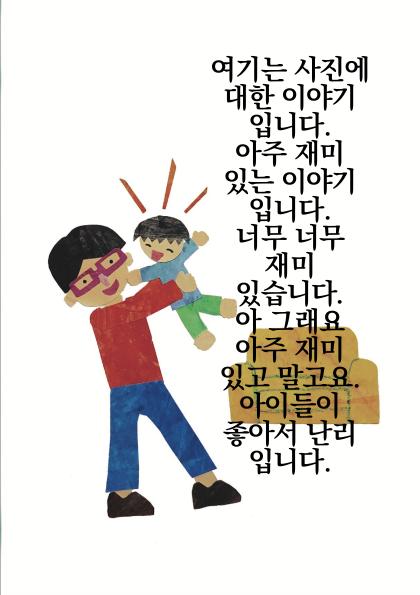 여기는 사진에
대한 이야기
입니다.
아주 재미
있는 이야기
입니다.
너무 너무
재미
있습니다.
아 그래요
아주 재미
있고 말고요.
아이들이
좋아서 난리
입니다.